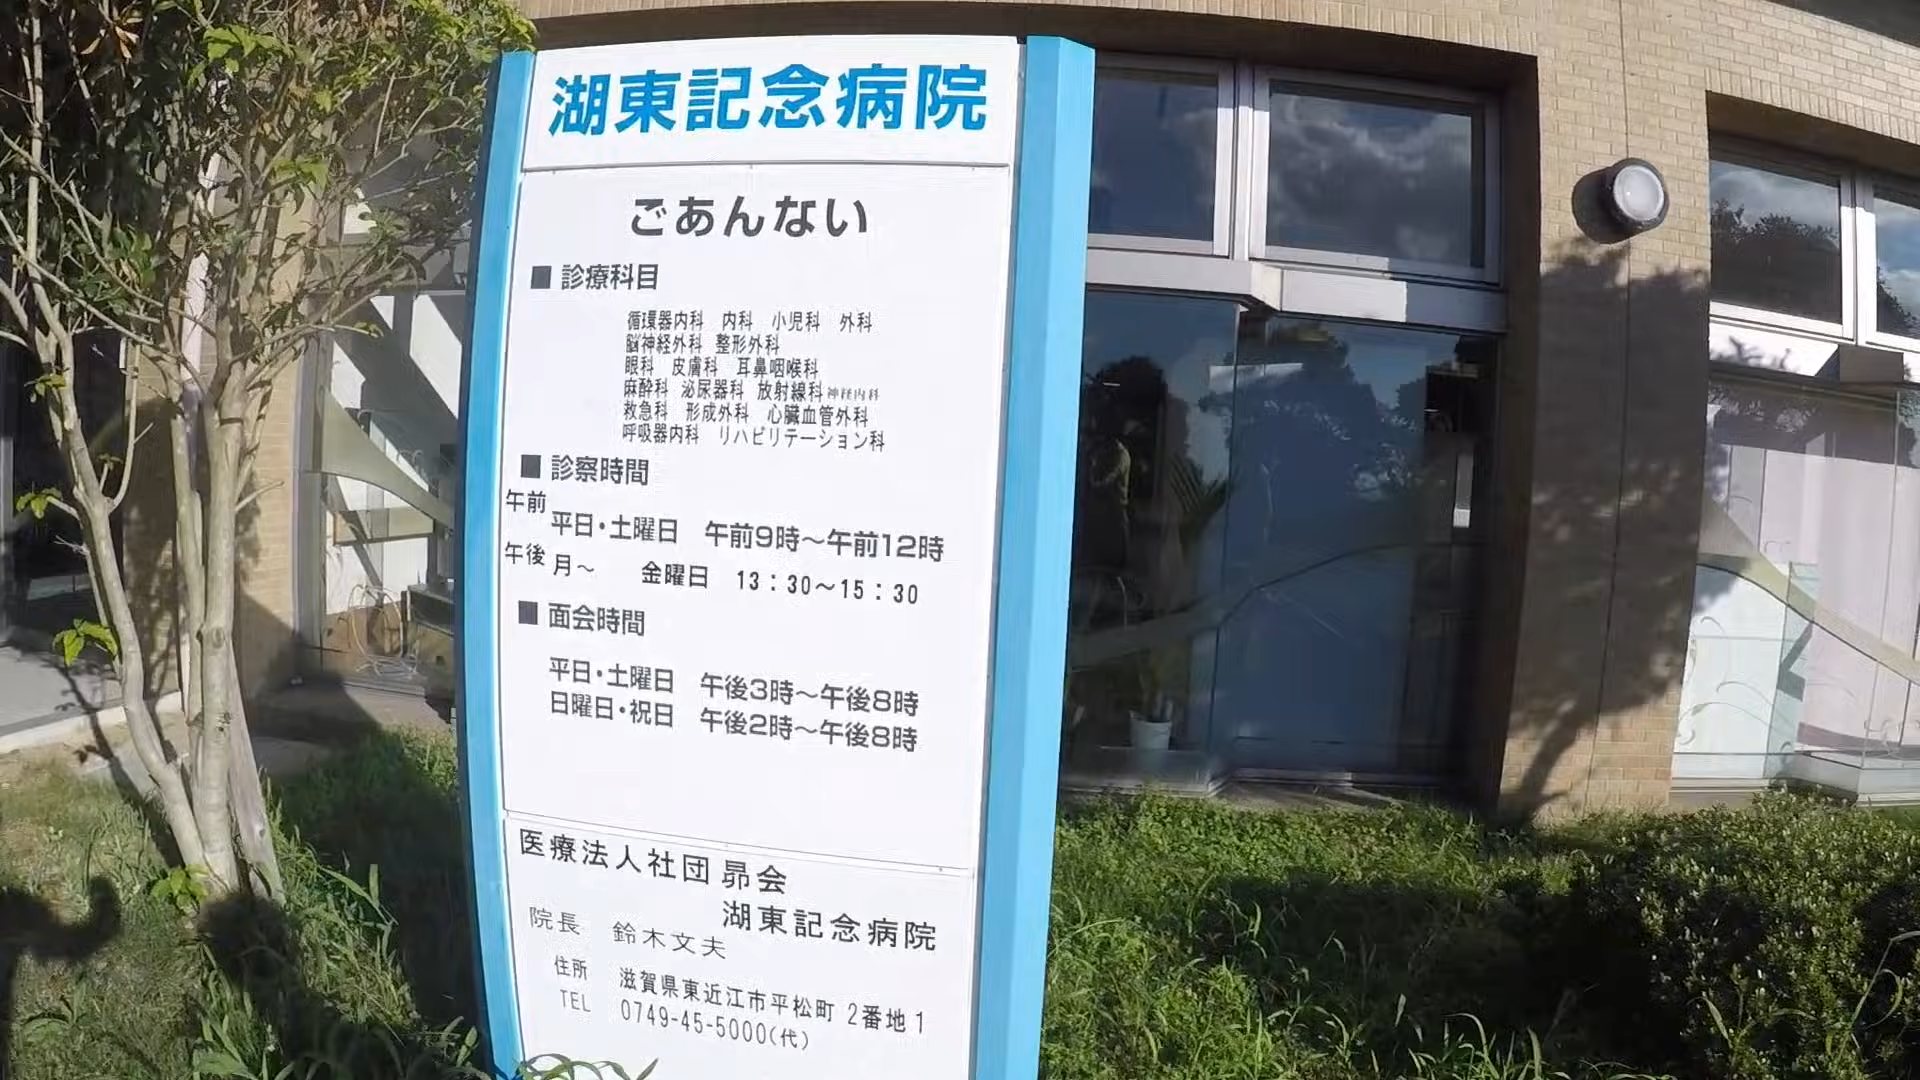 湖東記念病院
ごあんない
■ 診療科目
循環器内科 内科 小児科 外科
脳神経外科 整形外科
眼科 皮膚科 耳鼻咽喉科
麻酔科 泌尿器科 放射線科 神経内科
救急科 形成外科 心臓血管外科
呼吸器内科 リハビリテーション科
■ 診察時間
午前 平日・土曜日 午前9時～午前12時
午後 月～ 金曜日 13：30～15：30
■ 面会時間
平日・土曜日 午後3時～午後8時
日曜日・祝日 午後2時～午後8時
医療法人社団 昴会
湖東記念病院
院長 鈴木文夫
住所 滋賀県東近江市平松町 2番地1
TEL 0749-45-5000(代)